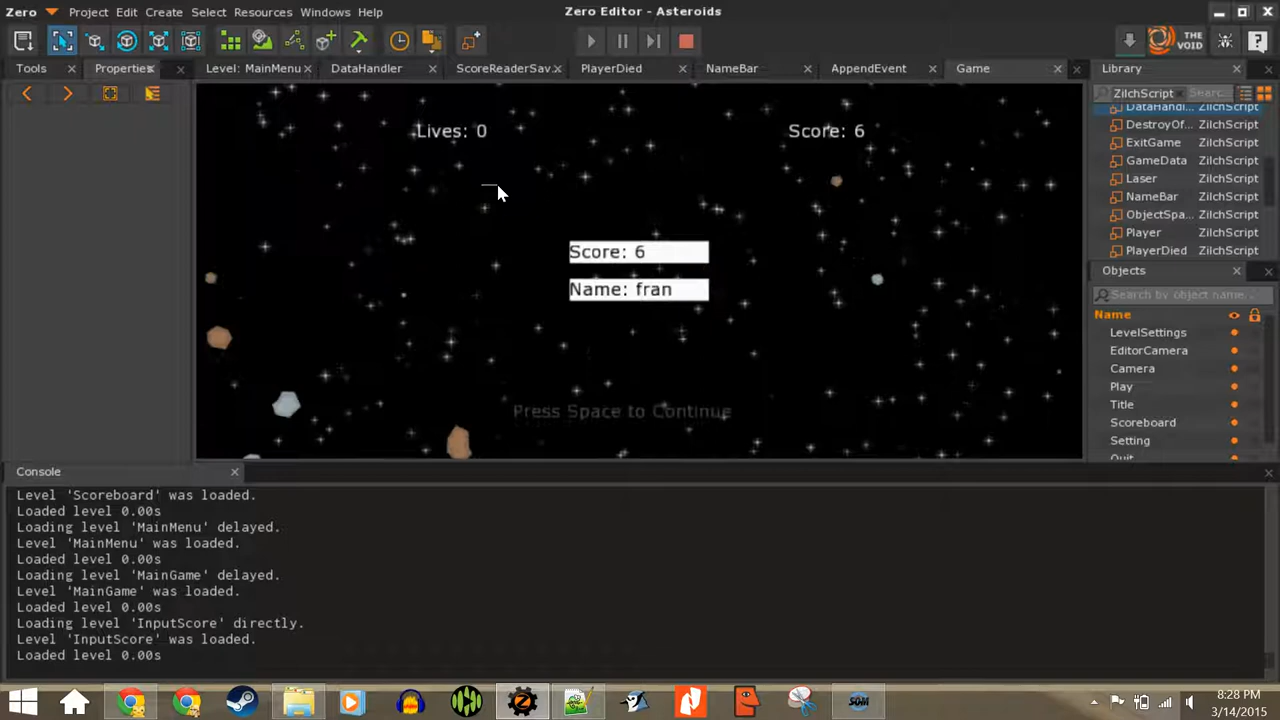 Zero Project Edit Create Select Resources Windows Help Zero Editor - Asteroids
THE VOID
Tools Properties Level: MainMenu DataHandler ScoreReaderSav. PlayerDied NameBar AppendEvent Game Library
ZilchScript Searc.
DataHandl... ZilchScript
DestroyOf... ZilchScript
ExitGame ZilchScript
GameData ZilchScript
Laser ZilchScript
NameBar ZilchScript
ObjectSpa... ZilchScript
Player ZilchScript
PlayerDied ZilchScript
Lives: 0 Score: 6
Score: 6
Name: fran
Press Space to Continue
Objects
Search by object name...
Name
LevelSettings
EditorCamera
Camera
Play
Title
Scoreboard
Setting
Quit
Console
Level 'Scoreboard' was loaded.
Loaded level 0.00s
Loading level 'MainMenu' delayed.
Level 'MainMenu' was loaded.
Loaded level 0.00s
Loading level 'MainGame' delayed.
Level 'MainGame' was loaded.
Loaded level 0.00s
Loading level 'InputScore' directly.
Level 'InputScore' was loaded.
Loaded level 0.00s
SOM
8:28 PM
3/14/2015